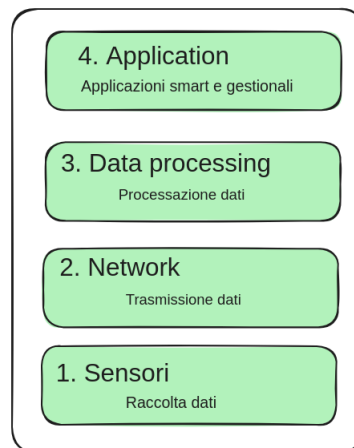 4. Application
Applicazioni smart e gestionali
3. Data processing
Processazione dati
2. Network
Trasmissione dati
1. Sensori
Raccolta dati